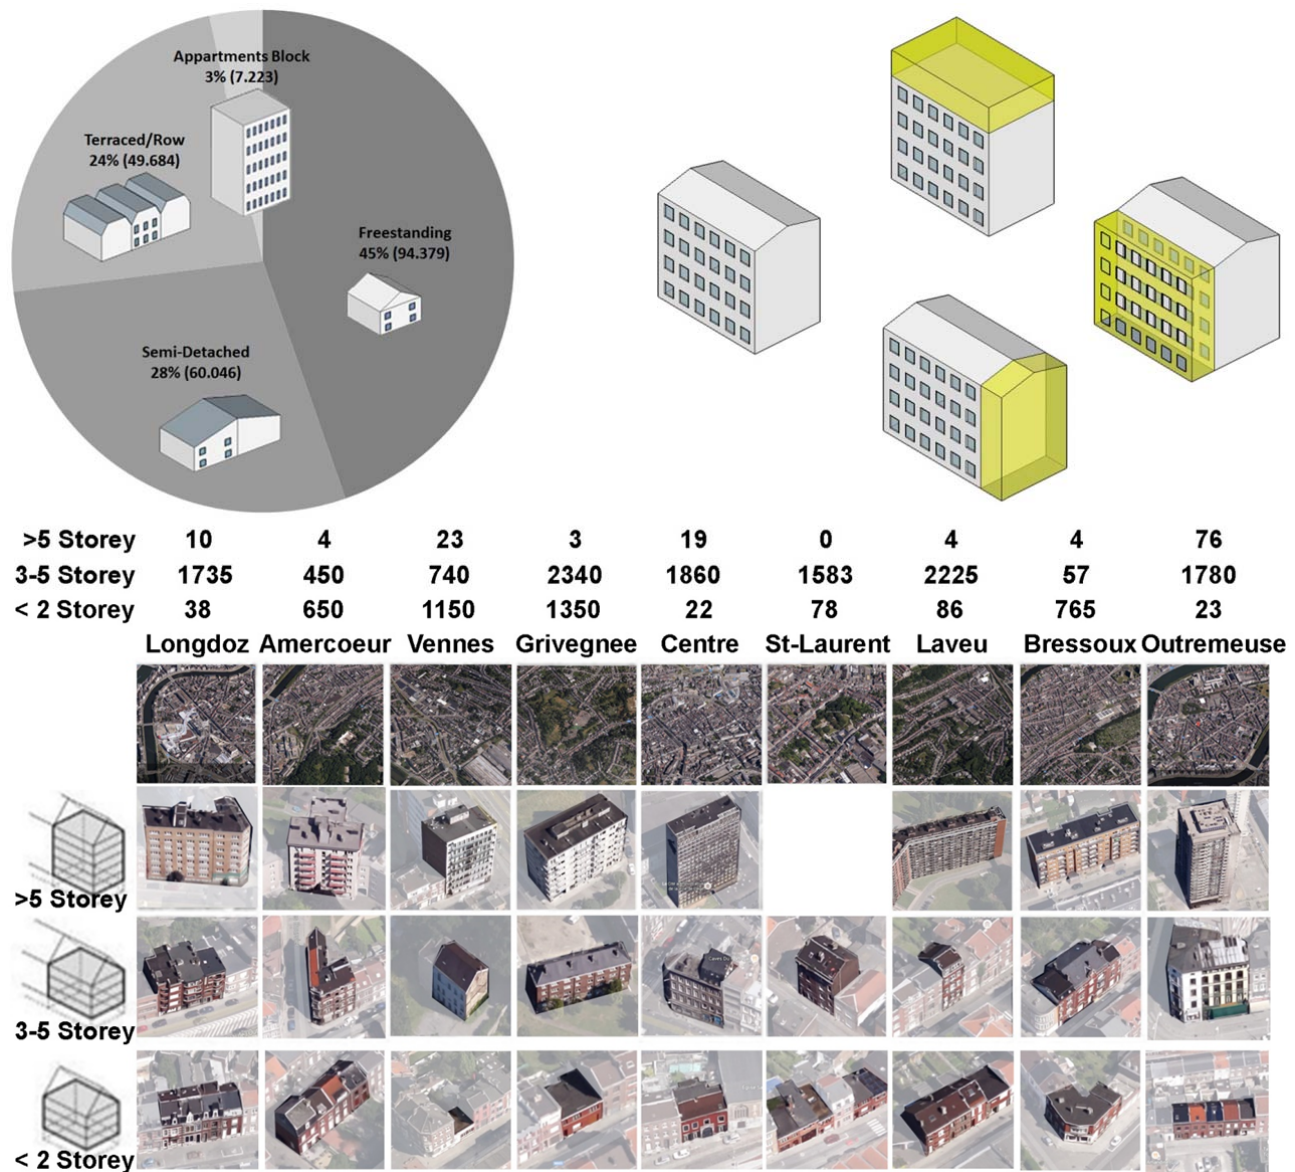 Appartments Block
3% (7.223)
Terraced/Row
24% (49.684)
Freestanding
45% (94.379)
Semi-Detached
28% (60.046)
>5 Storey 10 4 23 3 19 0 4 4 76
3-5 Storey 1735 450 740 2340 1860 1583 2225 57 1780
< 2 Storey 38 650 1150 1350 22 78 86 765 23
Longdoz Amercoeur Vennes Grivegnee Centre St-Laurent Laveu Bressoux Outremeuse
>5 Storey
3-5 Storey
< 2 Storey